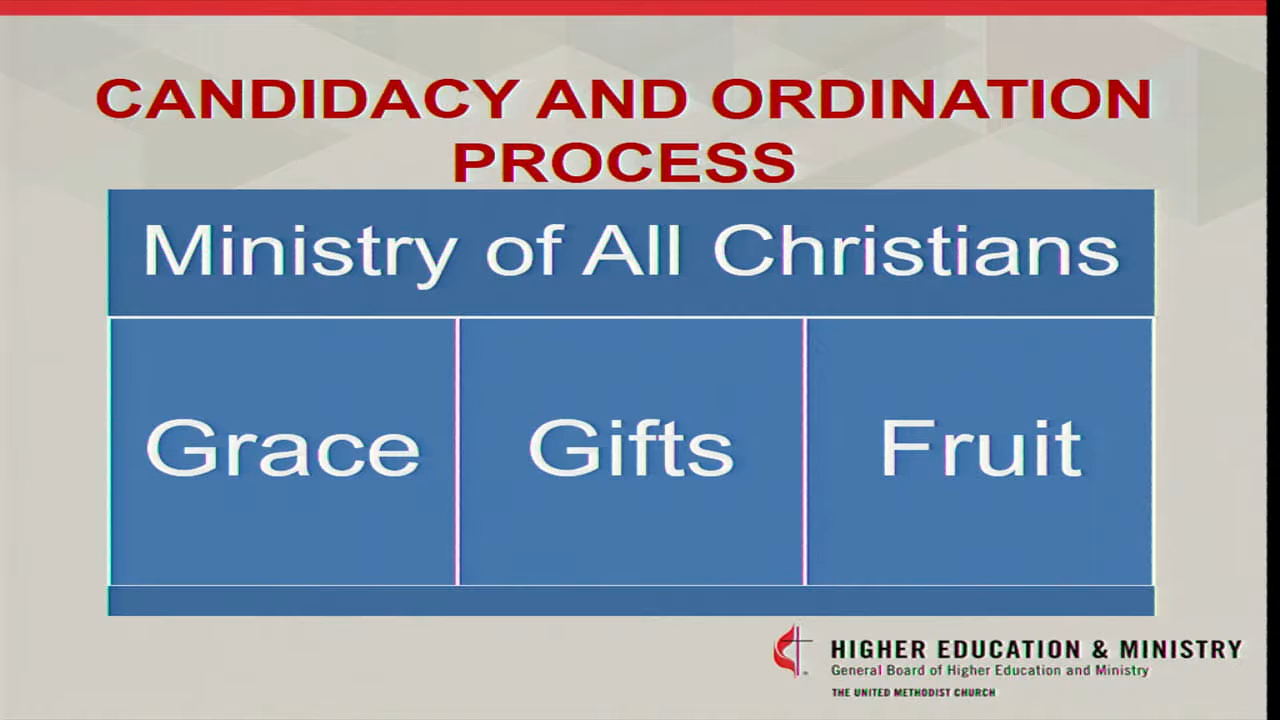 CANDIDACY AND ORDINATION
PROCESS
Ministry of All Christians
Grace
Gifts
Fruit
HIGHER EDUCATION & MINISTRY
General Board of Higher Education and Ministry
THE UNITED METHODIST CHURCH